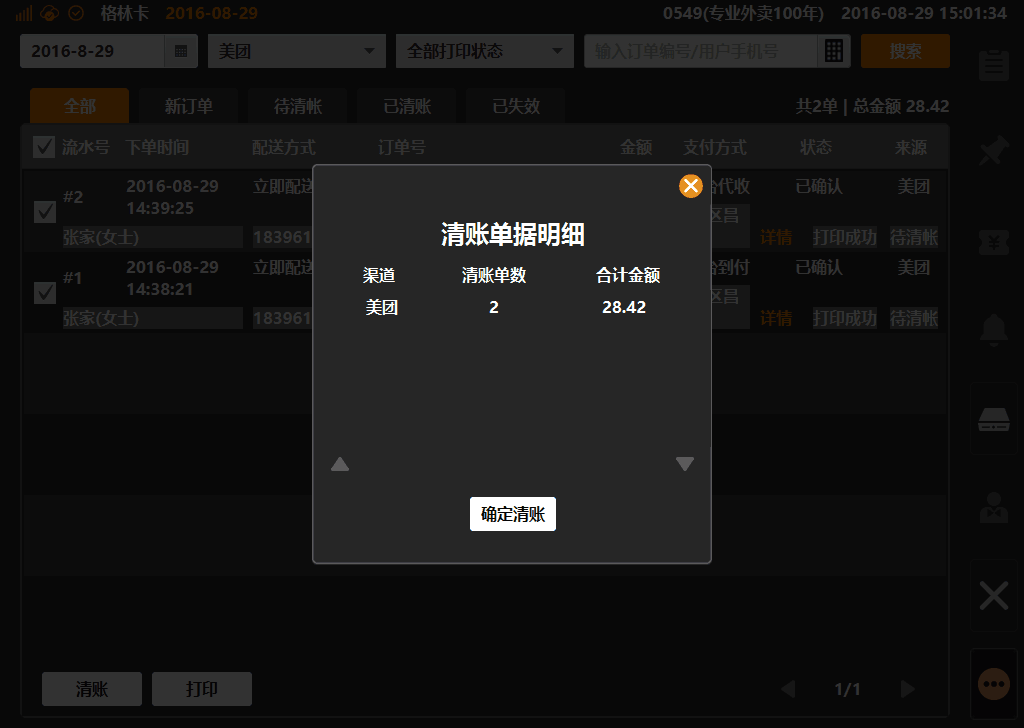 格林卡 2016-08-29 0549(专业外卖100年) 2016-08-29 15:01:34
2016-8-29 美团 全部打印状态 输入订单编号/用户手机号 搜索
全部 新订单 待清帐 已清账 已失效 共2单 | 总金额 28.42
流水号 下单时间 配送方式 订单号 金额 支付方式 状态 来源
#2 2016-08-29 14:39:25 立即配送 代收 已确认 美团
区昌
张家(女士) 183961 详情 打印成功 待清帐
#1 2016-08-29 14:38:21 立即配送 到付 已确认 美团
区昌
张家(女士) 183961 详情 打印成功 待清帐
清账单据明细
渠道 清账单数 合计金额
美团 2 28.42
确定清账
清账 打印 1/1